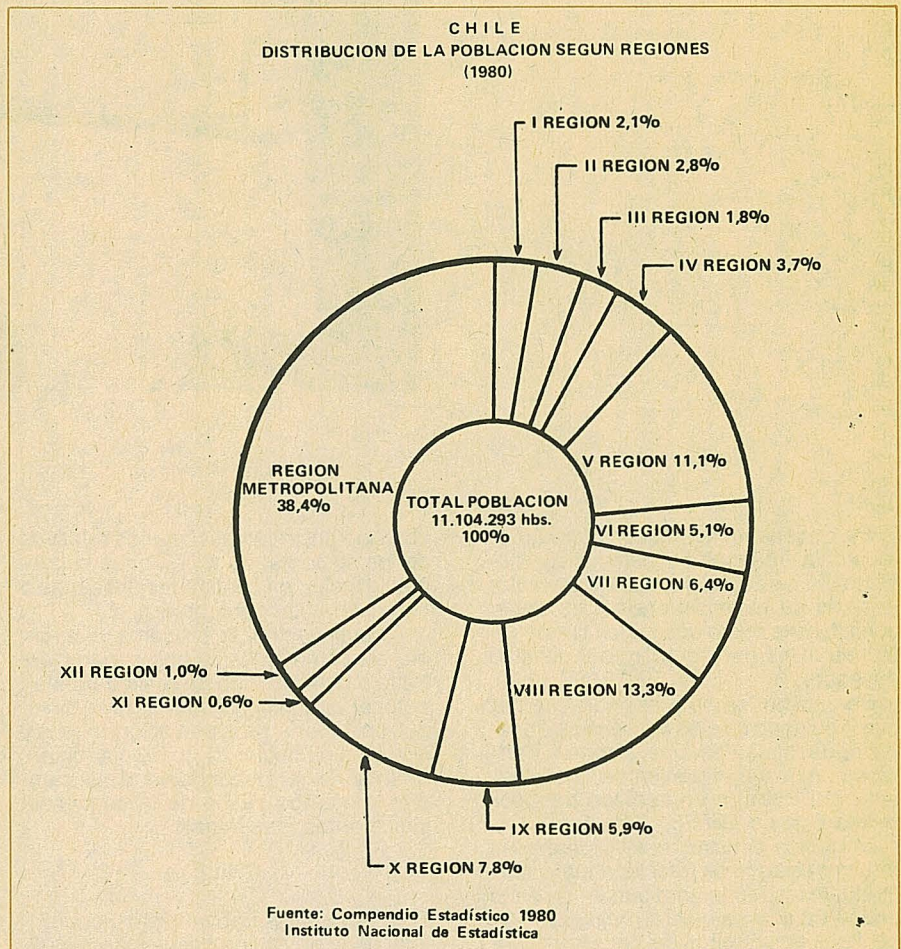 CHILE
DISTRIBUCION DE LA POBLACION SEGUN REGIONES
(1980)
I REGION 2,1%
II REGION 2,8%
III REGION 1,8%
IV REGION 3,7%
V REGION 11,1%
REGION
METROPOLITANA
38,4%
TOTAL POBLACION
11.104.293 hbs.
100%
VI REGION 5,1%
VII REGION 6,4%
VIII REGION 13,3%
XII REGION 1,0%
XI REGION 0,6%
IX REGION 5,9%
X REGION 7,8%
Fuente: Compendio Estadístico 1980
Instituto Nacional de Estadística